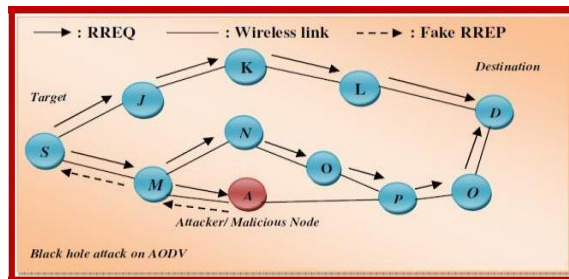 : RREQ : Wireless link : Fake RREP
K
Destination
Target
J
L
D
S
N
M
O
A
P
O
Attacker/ Malicious Node
Black hole attack on AODV